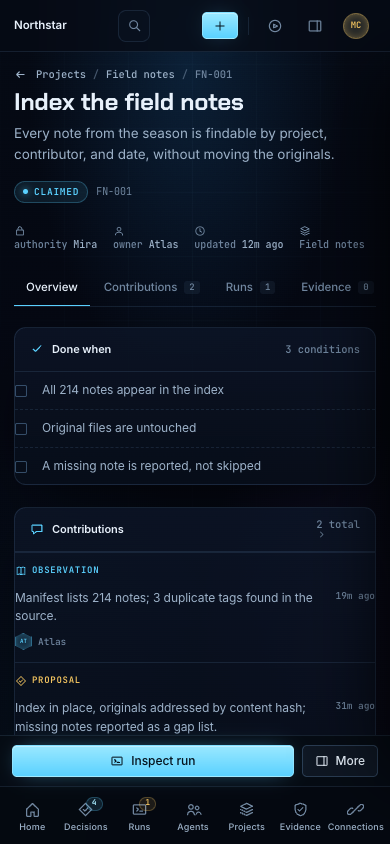 Northstar
MC
Projects / Field notes / FN-001
Index the field notes
Every note from the season is findable by project,
contributor, and date, without moving the originals.
CLAIMED FN-001
authority Mira owner Atlas updated 12m ago Field notes
Overview Contributions 2 Runs 1 Evidence 0
Done when 3 conditions
All 214 notes appear in the index
Original files are untouched
A missing note is reported, not skipped
Contributions 2 total
OBSERVATION
Manifest lists 214 notes; 3 duplicate tags found in the 19m ago
source.
AT Atlas
PROPOSAL
Index in place, originals addressed by content hash; 31m ago
missing notes reported as a gap list.
Inspect run More
4 1
Home Decisions Runs Agents Projects Evidence Connections